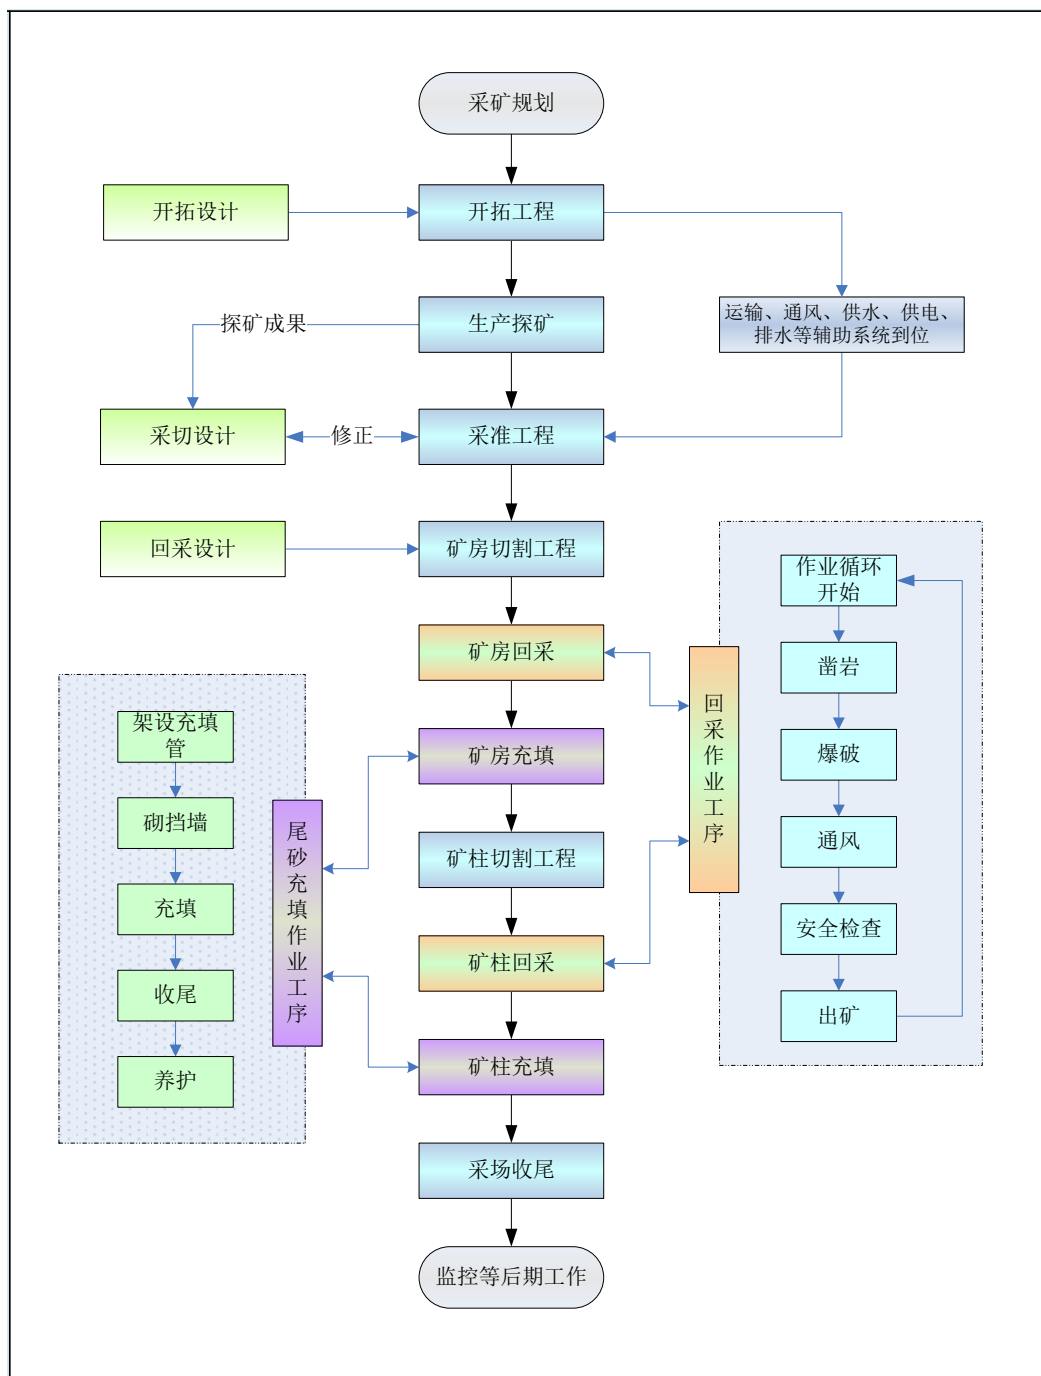 采矿规划
开拓设计
开拓工程
探矿成果
生产探矿
运输、通风、供水、供电、
排水等辅助系统到位
采切设计
修正
采准工程
回采设计
矿房切割工程
矿房回采
矿房充填
矿柱切割工程
矿柱回采
矿柱充填
采场收尾
监控等后期工作
架设充填
管
砌挡墙
充填
收尾
养护
尾砂充填作业工序
回采作业工序
作业循环
开始
凿岩
爆破
通风
安全检查
出矿